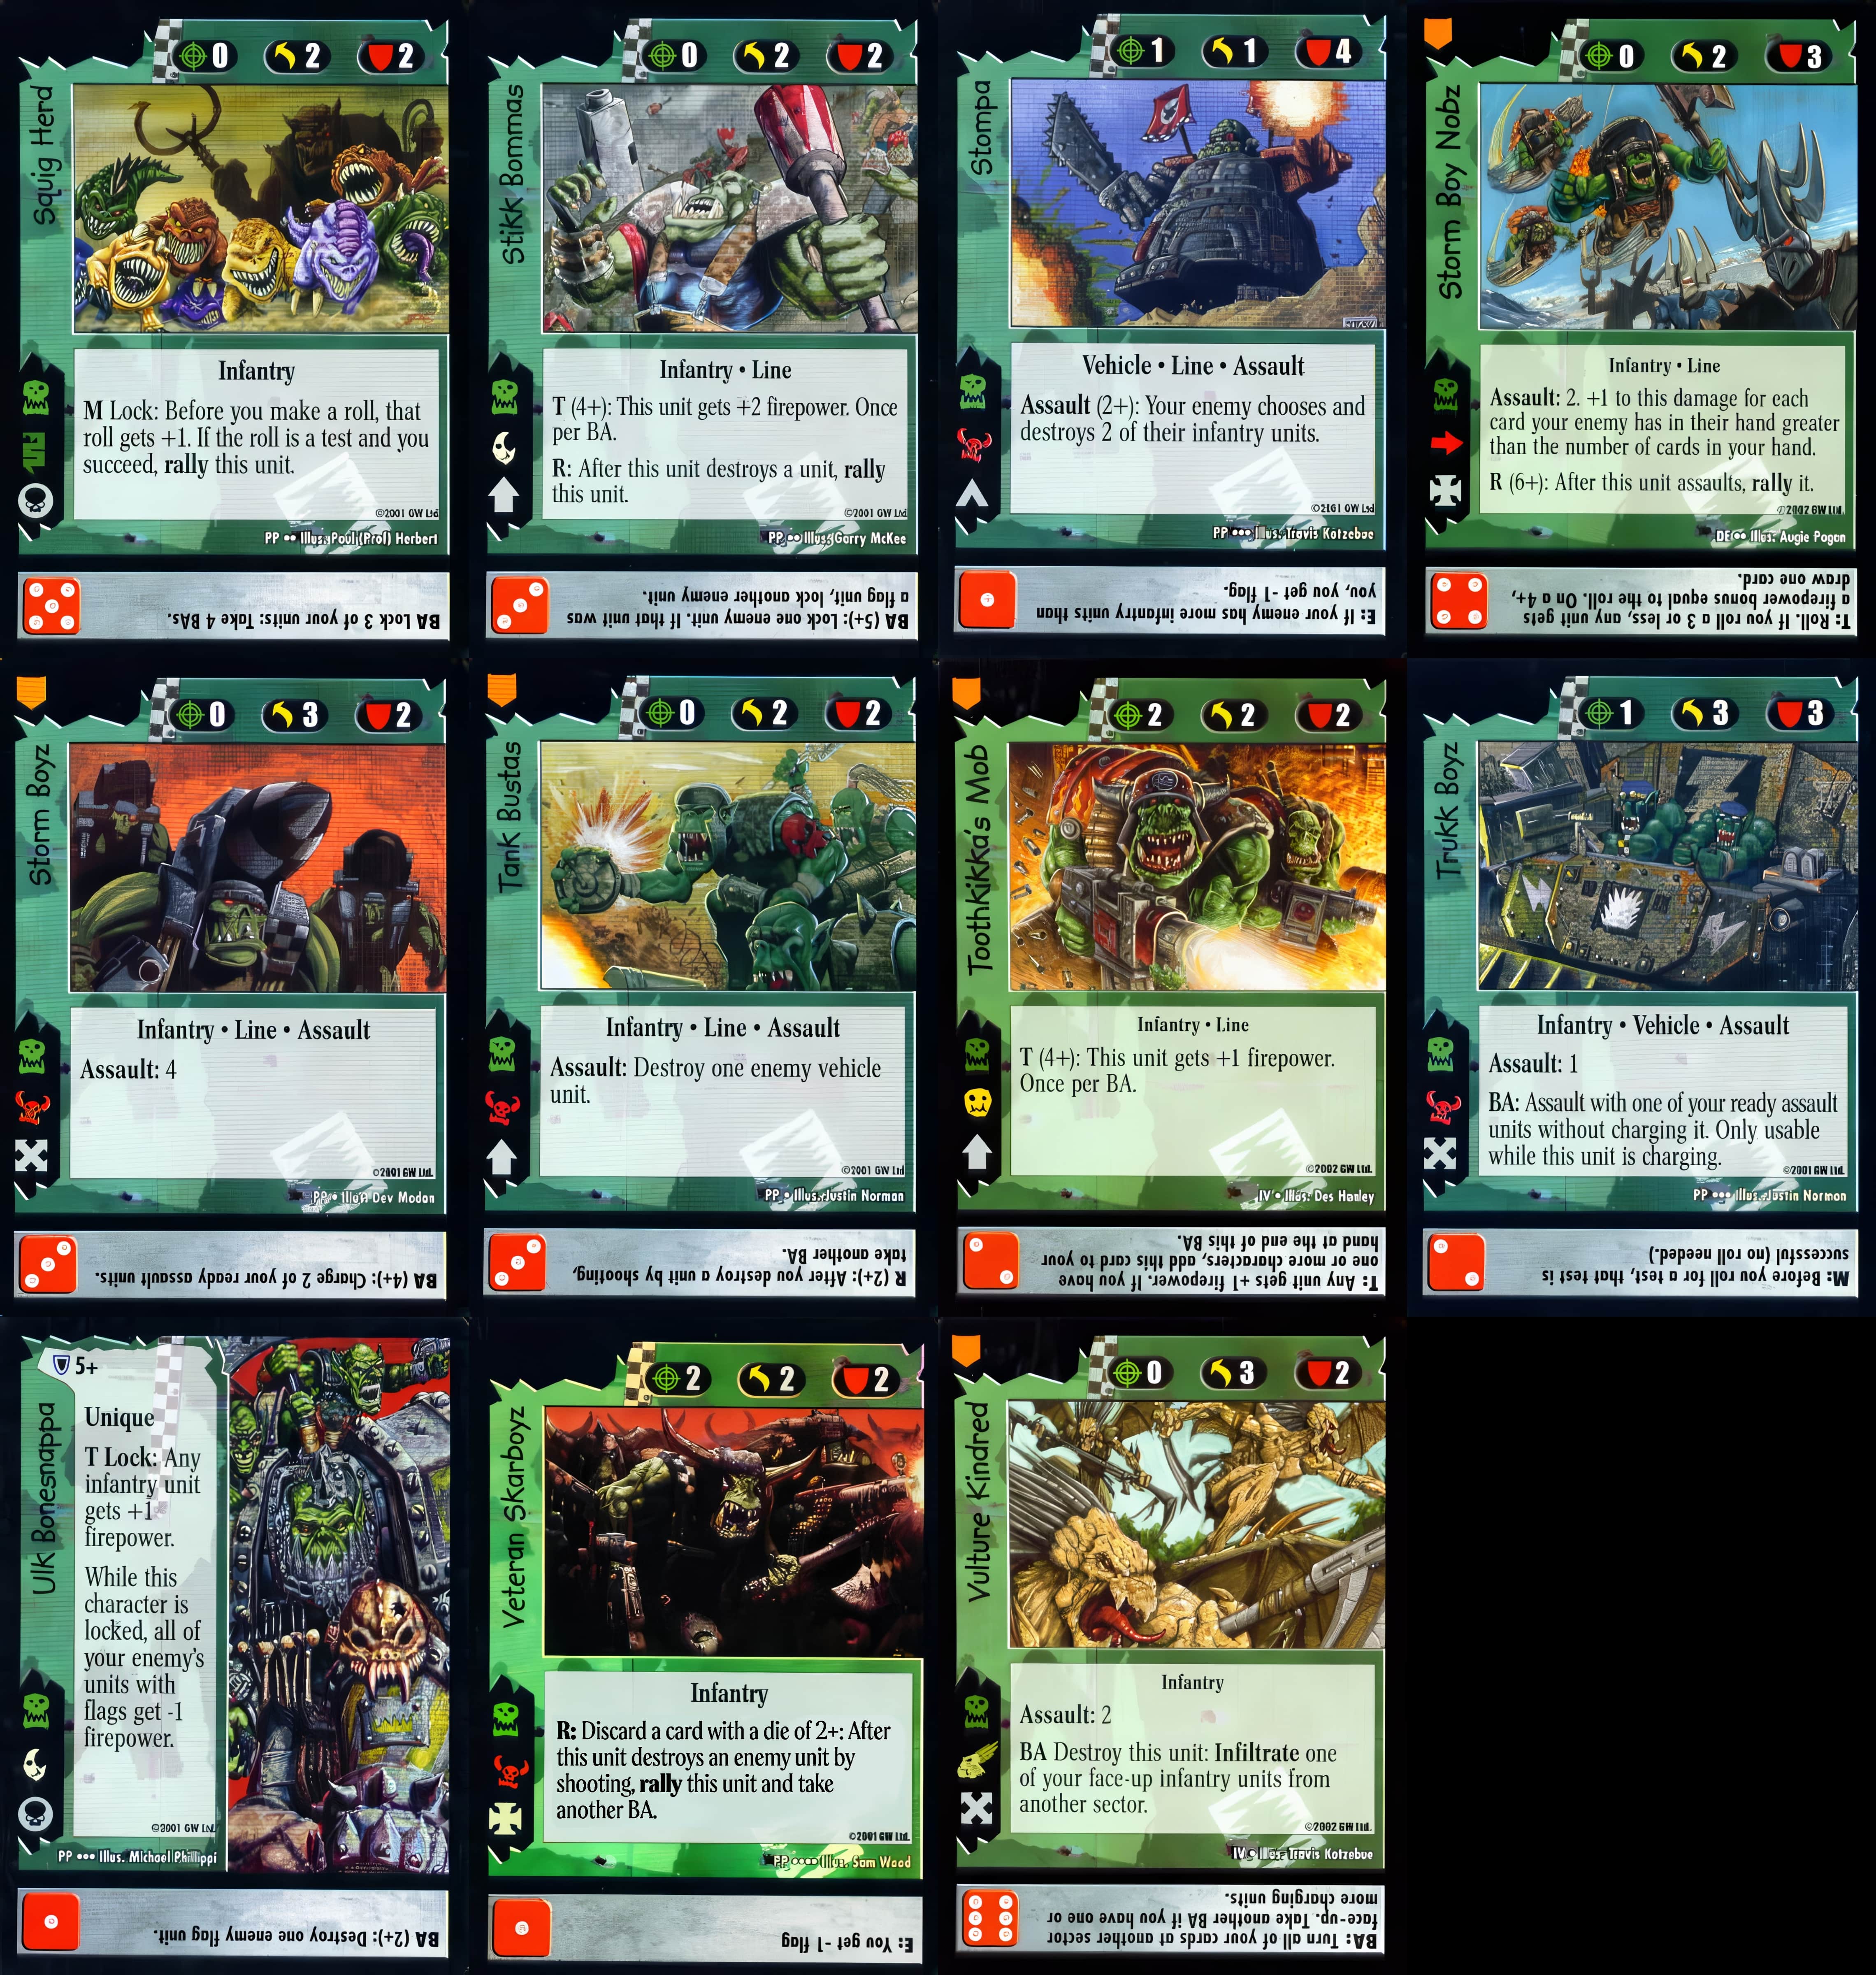 0 2 2
Squig Herd
Infantry
M Lock: Before you make a roll, that
roll gets +1. If the roll is a test and you
succeed, rally this unit.
©2001 GW Ltd
PP •• Illus. Paul (Prof) Herbert
BA Lock 3 of your units: Take 4 BAs.
0 2 2
Stikk Bommas
Infantry • Line
T (4+): This unit gets +2 firepower. Once
per BA.
R: After this unit destroys a unit, rally
this unit.
©2001 GW Ltd
PP •• Illus. Garry McKee
BA (5+): Lock one enemy unit. If that unit was
a flag unit, lock another enemy unit.
1 1 4
Stompa
Vehicle • Line • Assault
Assault (2+): Your enemy chooses and
destroys 2 of their infantry units.
©2001 GW Ltd
PP ••• Illus. Travis Kotzebue
E: If your enemy has more infantry units than
you, you get -1 flag.
0 2 3
Storm Boy Nobz
Infantry • Line
Assault: 2. +1 to this damage for each
card your enemy has in their hand greater
than the number of cards in your hand.
R (6+): After this unit assaults, rally it.
©2002 GW Ltd.
DE •• Illus. Augie Pagan
T: Roll. If you roll a 3 or less, any unit gets
a firepower bonus equal to the roll. On a 4+,
draw one card.
0 3 2
Storm Boyz
Infantry • Line • Assault
Assault: 4
©2001 GW Ltd.
PP • Illus. Dev Madan
BA (4+): Charge 2 of your ready assault units.
0 2 2
Tank Bustas
Infantry • Line • Assault
Assault: Destroy one enemy vehicle
unit.
©2001 GW Ltd
PP • Illus. Justin Norman
R (2+): After you destroy a unit by shooting,
take another BA.
2 2 2
Toothkikka's Mob
Infantry • Line
T (4+): This unit gets +1 firepower.
Once per BA.
©2002 GW Ltd.
IV • Illus. Des Hanley
T: Any unit gets +1 firepower. If you have
one or more characters, add this card to your
hand at the end of this BA.
1 3 3
Trukk Boyz
Infantry • Vehicle • Assault
Assault: 1
BA: Assault with one of your ready assault
units without charging it. Only usable
while this unit is charging.
©2001 GW Ltd.
PP ••• Illus. Justin Norman
M: Before you roll for a test, that test is
successful (no roll needed.)
5+
Ulk Bonesnappa
Unique
T Lock: Any
infantry unit
gets +1
firepower.
While this
character is
locked, all of
your enemy's
units with
flags get -1
firepower.
©2001 GW Ltd.
PP ••• Illus. Michael Phillippi
BA (2+): Destroy one enemy flag unit.
2 2 2
Veteran Skarboyz
Infantry
R: Discard a card with a die of 2+: After
this unit destroys an enemy unit by
shooting, rally this unit and take
another BA.
©2001 GW Ltd.
PP •••• Illus. Sam Wood
E: You get -1 flag
0 3 2
Vulture Kindred
Infantry
Assault: 2
BA Destroy this unit: Infiltrate one
of your face-up infantry units from
another sector.
©2002 GW Ltd.
IV • Illus. Travis Kotzebue
BA: Turn all of your cards at another sector
face-up. Take another BA if you have one or
more charging units.